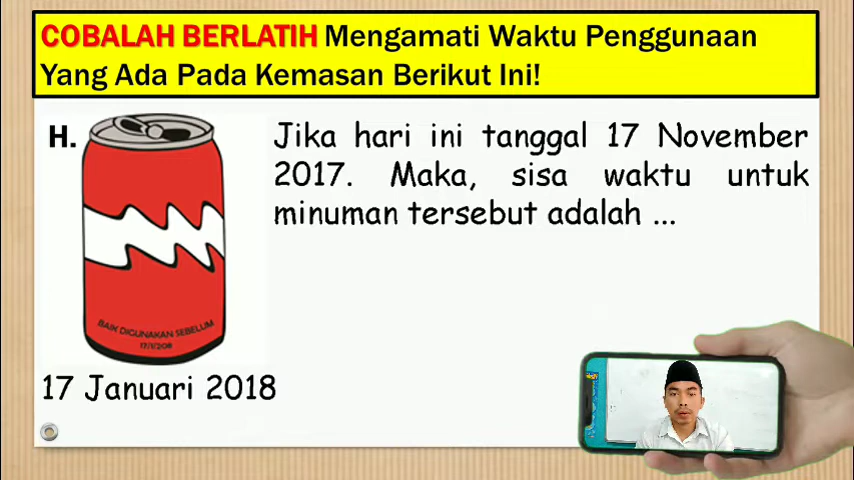 COBALAH BERLATIH Mengamati Waktu Penggunaan
Yang Ada Pada Kemasan Berikut Ini!
H.
Jika hari ini tanggal 17 November
2017. Maka, sisa waktu untuk
minuman tersebut adalah ...
BAIK DIGUNAKAN SEBELUM
17/1/2018
17 Januari 2018